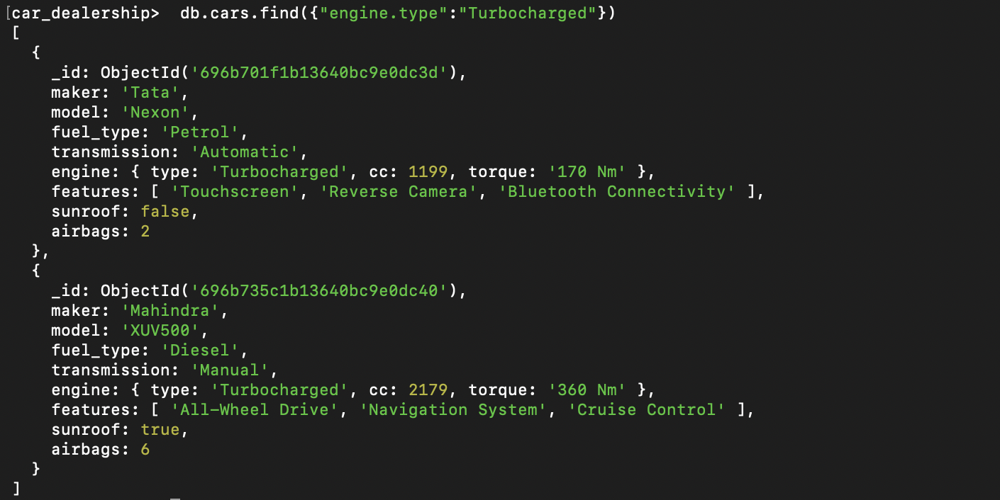 [car_dealership>  db.cars.find({"engine.type":"Turbocharged"})
[
  {
    _id: ObjectId('696b701f1b13640bc9e0dc3d'),
    maker: 'Tata',
    model: 'Nexon',
    fuel_type: 'Petrol',
    transmission: 'Automatic',
    engine: { type: 'Turbocharged', cc: 1199, torque: '170 Nm' },
    features: [ 'Touchscreen', 'Reverse Camera', 'Bluetooth Connectivity' ],
    sunroof: false,
    airbags: 2
  },
  {
    _id: ObjectId('696b735c1b13640bc9e0dc40'),
    maker: 'Mahindra',
    model: 'XUV500',
    fuel_type: 'Diesel',
    transmission: 'Manual',
    engine: { type: 'Turbocharged', cc: 2179, torque: '360 Nm' },
    features: [ 'All-Wheel Drive', 'Navigation System', 'Cruise Control' ],
    sunroof: true,
    airbags: 6
  }
]